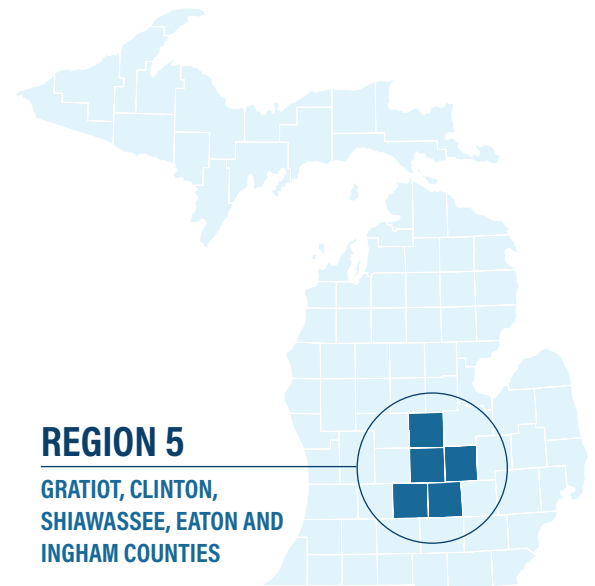 REGION 5
GRATIOT, CLINTON,
SHIAWASSEE, EATON AND
INGHAM COUNTIES